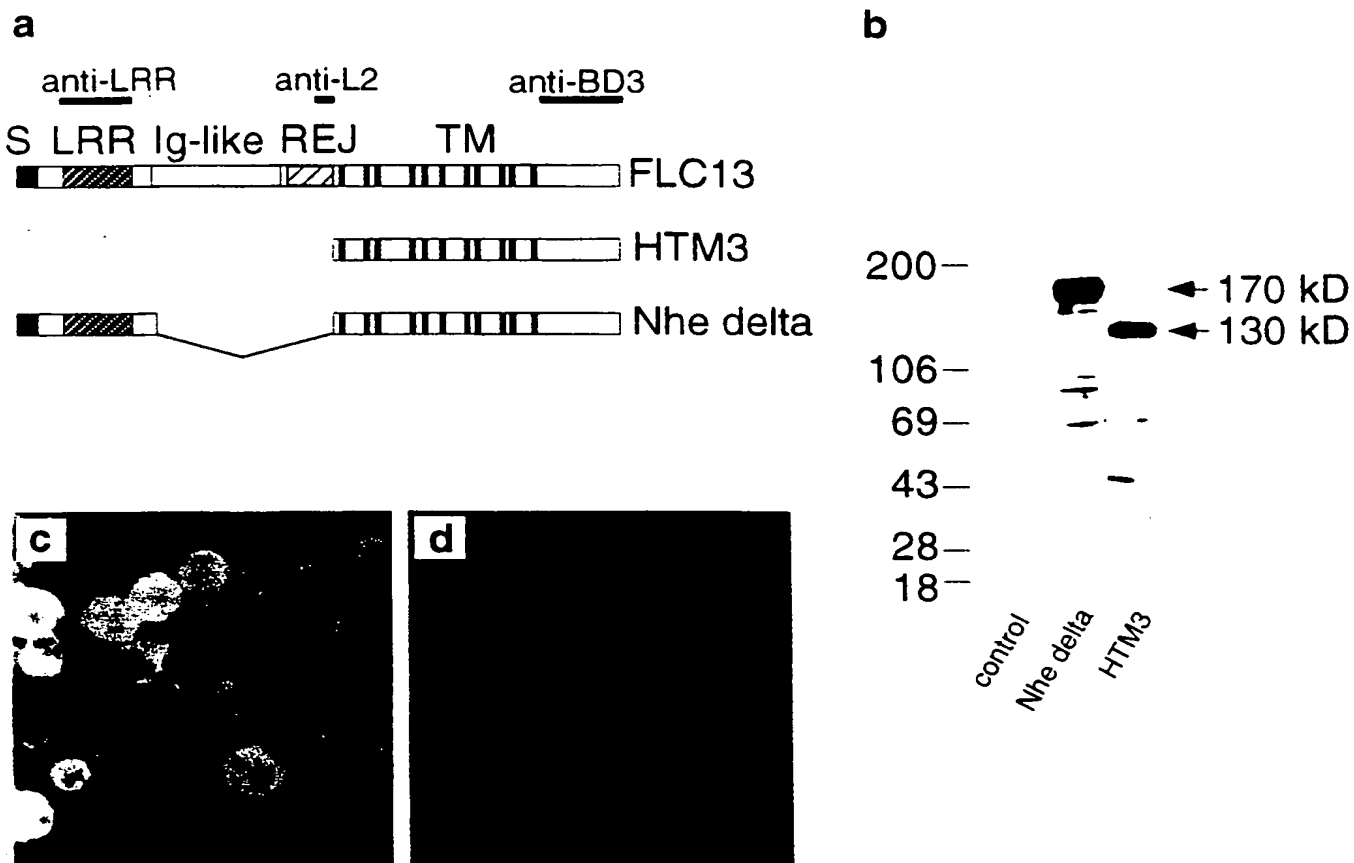 a
anti-LRR anti-L2 anti-BD3
S LRR Ig-like REJ TM
FLC13
HTM3
Nhe delta
b
200
170 kD
130 kD
106
69
43
28
18
control
Nhe delta
HTM3
c
d